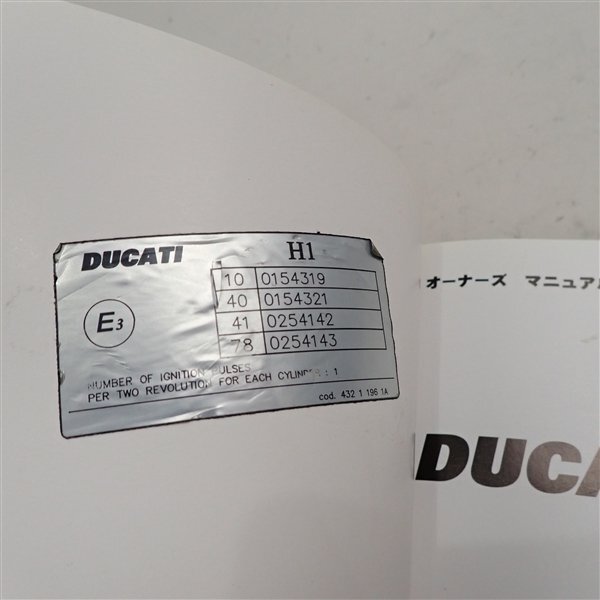 DUCATI H1
E3
10 0154319
40 0154321
41 0254142
78 0254143
NUMBER OF IGNITION PULSES
PER TWO REVOLUTION FOR EACH CYLINDER : 1
cod. 432 1 196 1A
オーナーズ マニュアル
DUCA